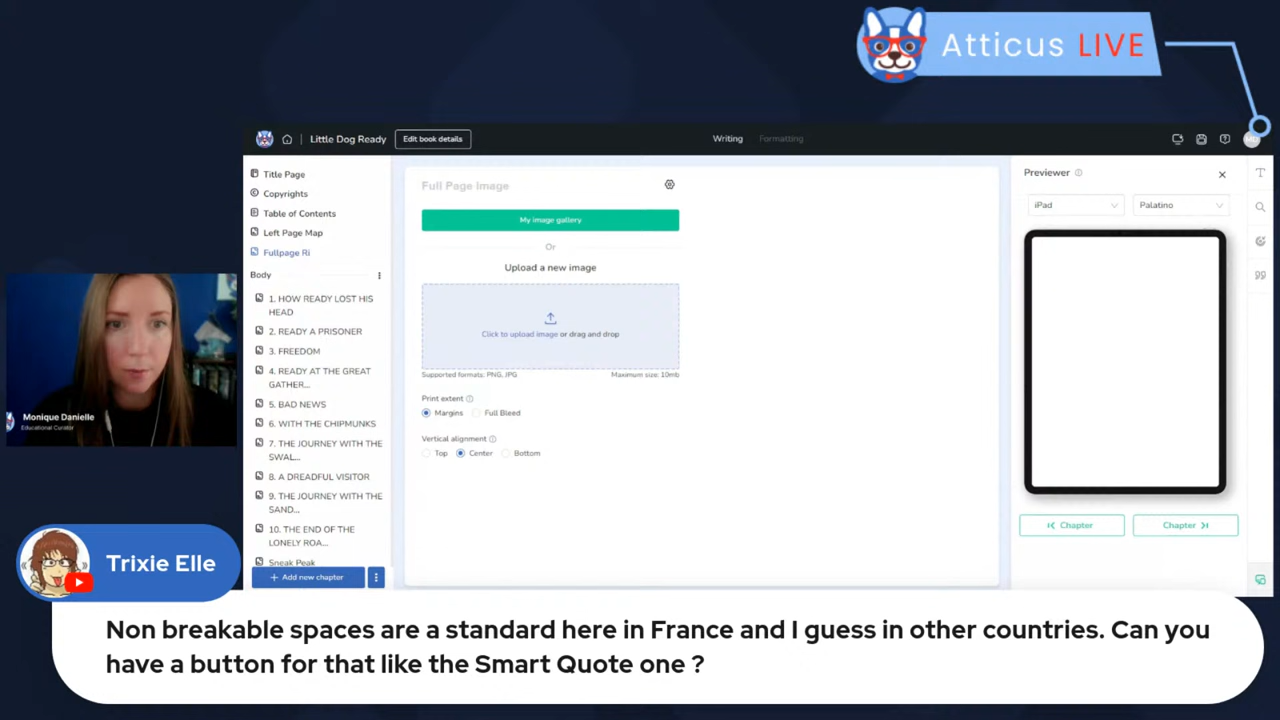 Atticus LIVE
Little Dog Ready
Edit book details
Writing
Formatting
Title Page
Copyrights
Table of Contents
Left Page Map
Fullpage Ri
Body
1. HOW READY LOST HIS
HEAD
2. READY A PRISONER
3. FREEDOM
4. READY AT THE GREAT
GATHER...
5. BAD NEWS
6. WITH THE CHIPMUNKS
7. THE JOURNEY WITH THE
SWAL...
8. A DREADFUL VISITOR
9. THE JOURNEY WITH THE
SAND...
10. THE END OF THE
LONELY ROA...
Sneak Peak
+ Add new chapter
Full Page Image
My image gallery
Or
Upload a new image
Click to upload image or drag and drop
Supported formats: PNG, JPG
Maximum size: 10mb
Print extent
Margins
Full Bleed
Vertical alignment
Top
Center
Bottom
Previewer
iPad
Palatino
Chapter
Chapter
Monique Danielle
Educational Curator
Trixie Elle
Non breakable spaces are a standard here in France and I guess in other countries. Can you
have a button for that like the Smart Quote one ?